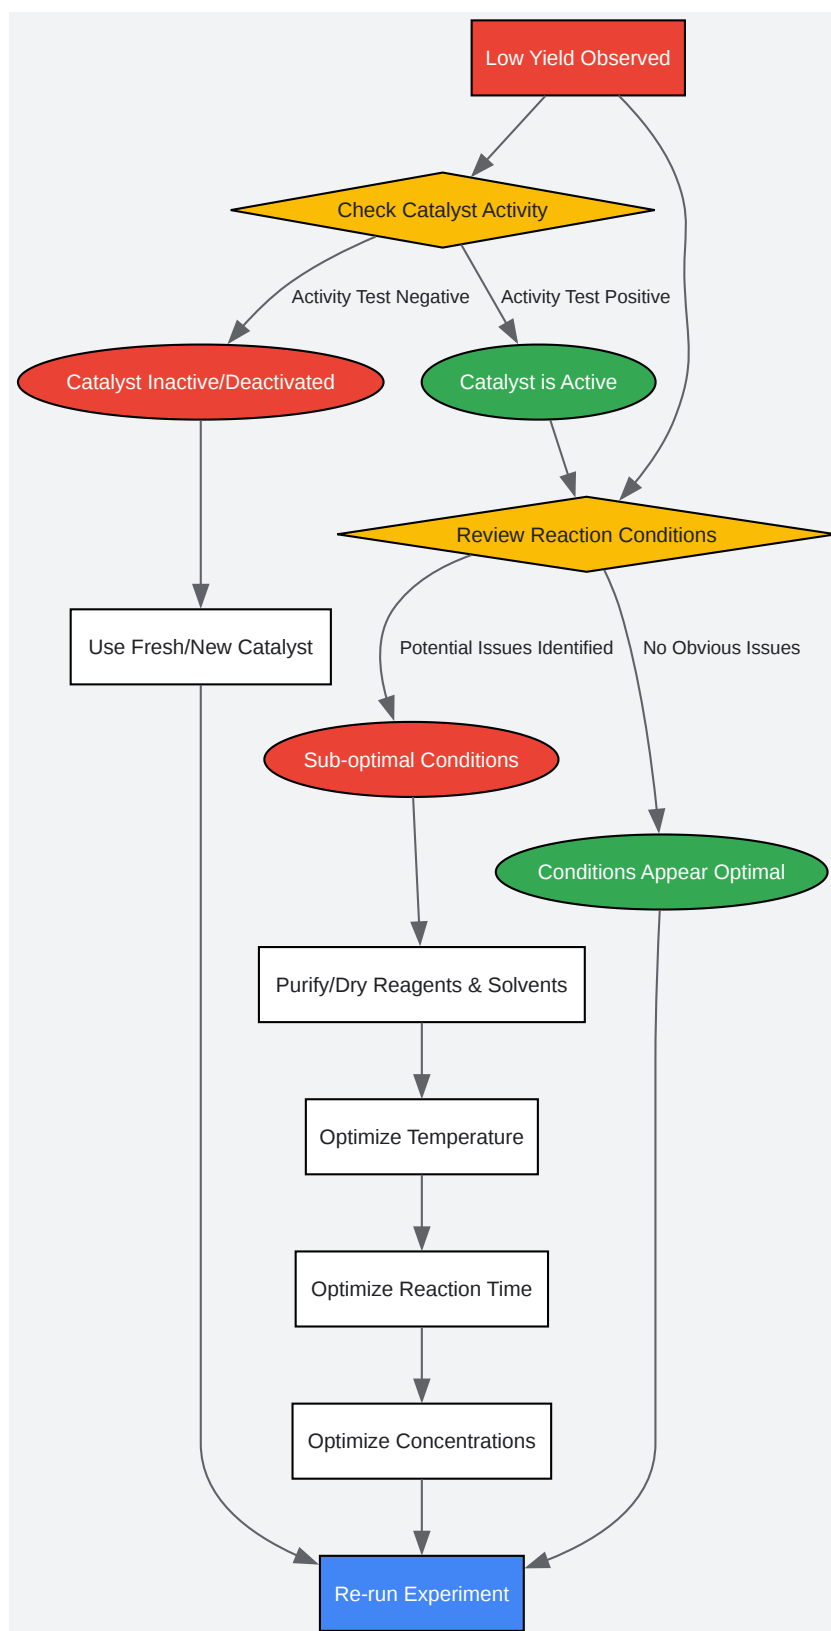 Low Yield Observed
Check Catalyst Activity
Activity Test Negative
Activity Test Positive
Catalyst Inactive/Deactivated
Catalyst is Active
Review Reaction Conditions
Use Fresh/New Catalyst
Potential Issues Identified
No Obvious Issues
Sub-optimal Conditions
Conditions Appear Optimal
Purify/Dry Reagents & Solvents
Optimize Temperature
Optimize Reaction Time
Optimize Concentrations
Re-run Experiment